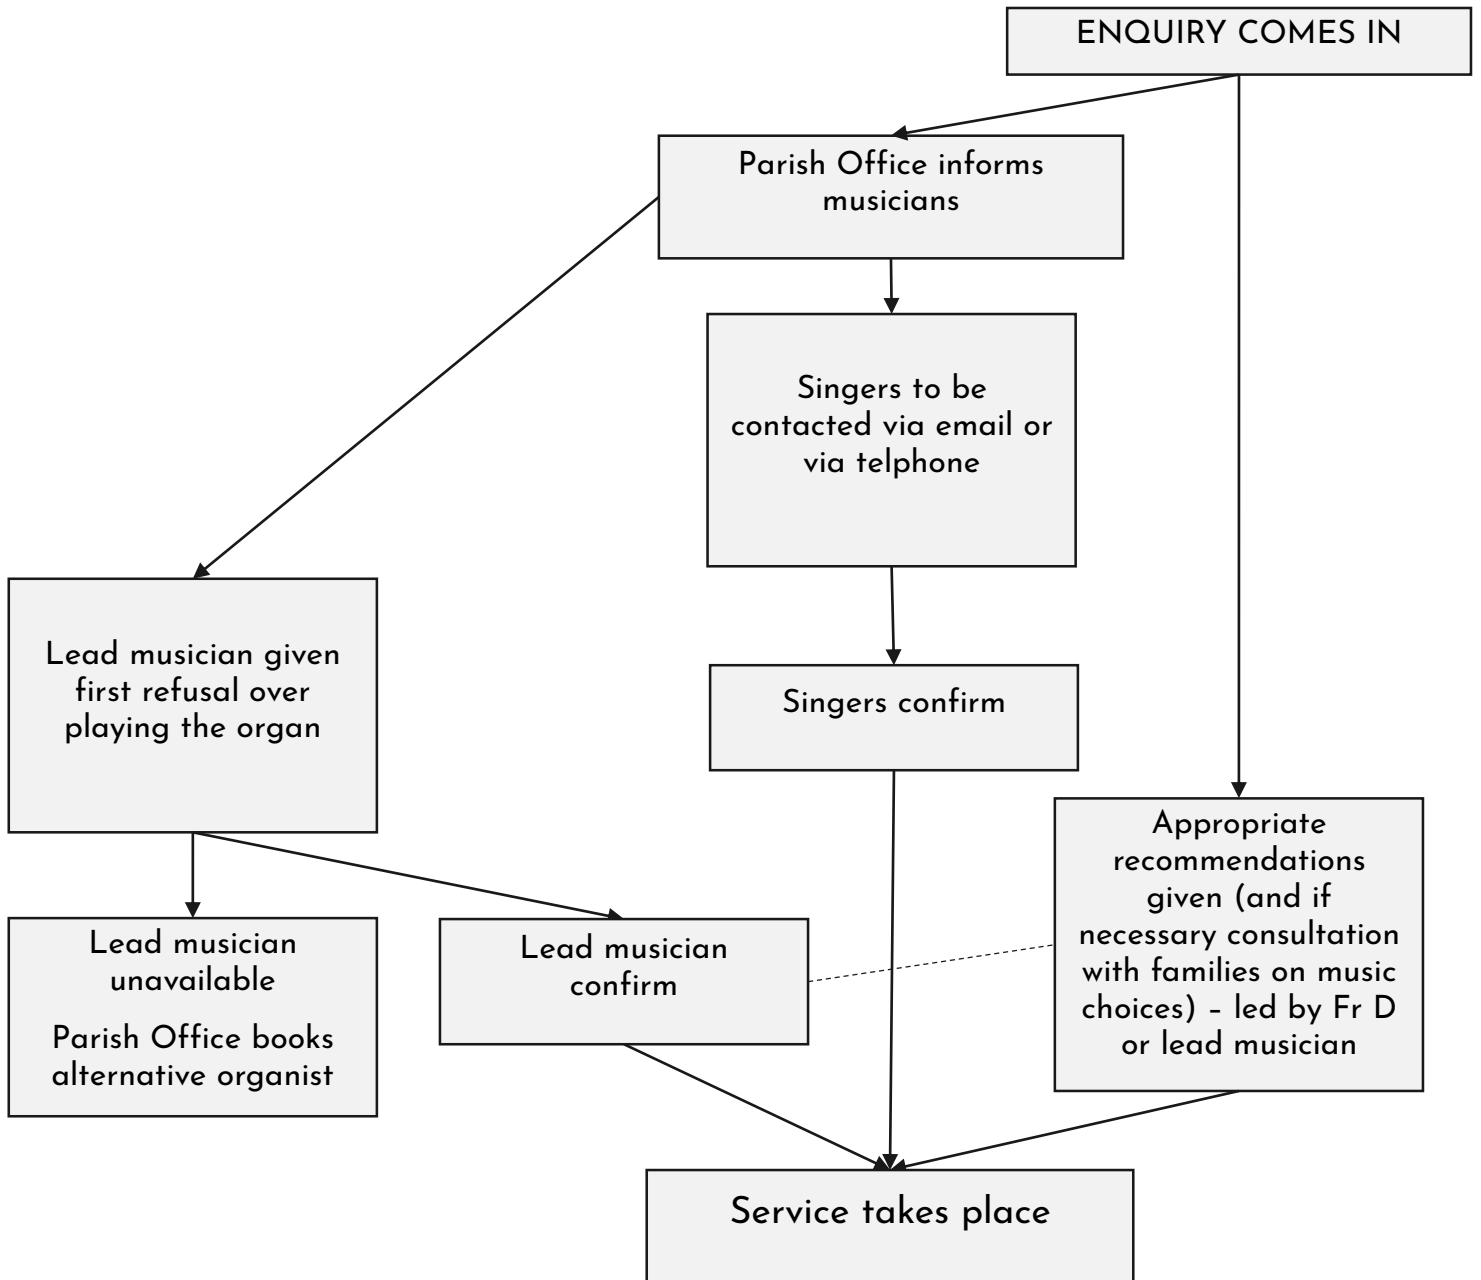 ENQUIRY COMES IN
Parish Office informs
musicians
Singers to be
contacted via email or
via telphone
Lead musician given
first refusal over
playing the organ
Singers confirm
Appropriate
recommendations
given (and if
necessary consultation
with families on music
choices) – led by Fr D
or lead musician
Lead musician
unavailable
Parish Office books
alternative organist
Lead musician
confirm
Service takes place